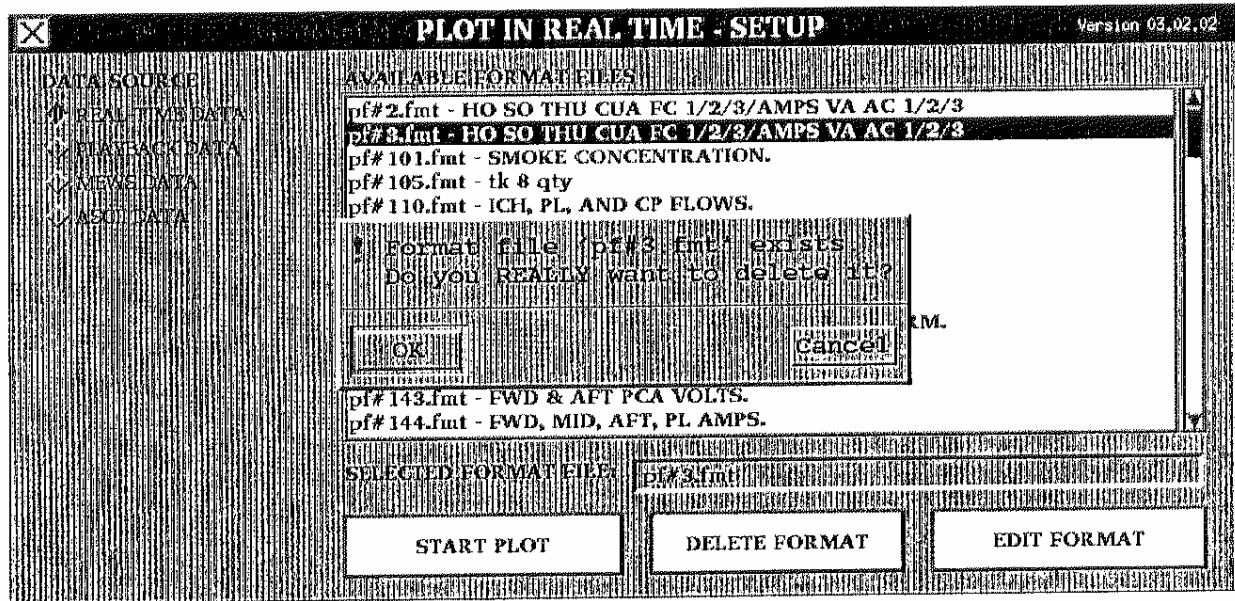 PLOT IN REAL TIME - SETUP
Version 03.02.02
DATA SOURCE
REAL-TIME DATA
PLAYBACK DATA
MEWS DATA
ASCII DATA
AVAILABLE FORMAT FILES
pf#2.fmt - HO SO THU CUA FC 1/2/3/AMPS VA AC 1/2/3
pf#3.fmt - HO SO THU CUA FC 1/2/3/AMPS VA AC 1/2/3
pf#101.fmt - SMOKE CONCENTRATION.
pf#105.fmt - tk 8 qty
pf#110.fmt - ICH, PL, AND CP FLOWS.
! Format file 'pf#3.fmt' exists.
Do you REALLY want to delete it?
RM.
OK
Cancel
pf#143.fmt - FWD & AFT PCA VOLTS.
pf#144.fmt - FWD, MID, AFT, PL AMPS.
SELECTED FORMAT FILE:
pf#3.fmt
START PLOT
DELETE FORMAT
EDIT FORMAT